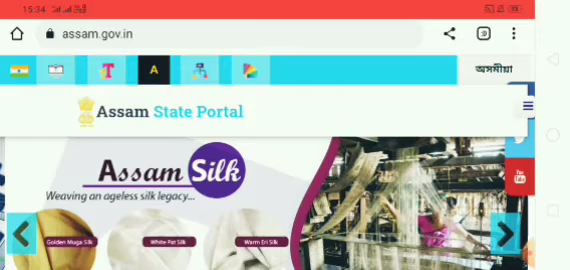 15:34
assam.gov.in
T A
অসমীয়া
Assam State Portal
Assam Silk
Weaving an ageless silk legacy...
Golden Muga Silk White Pat Silk Warm Eri Silk